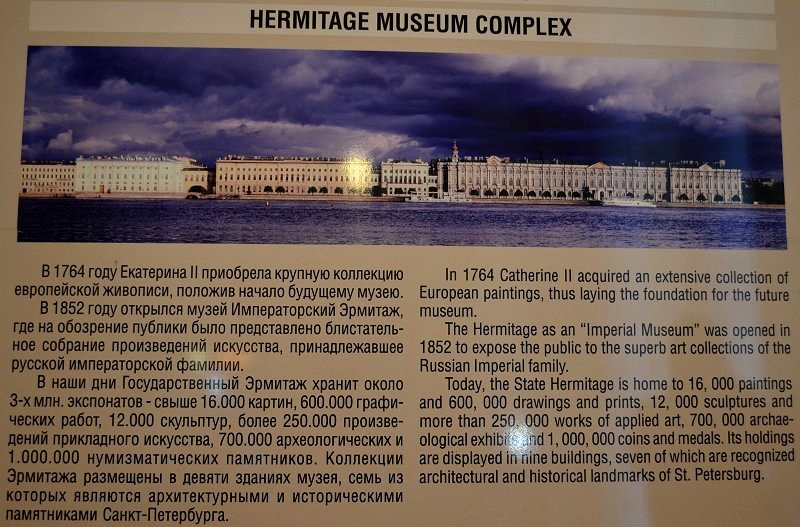 HERMITAGE MUSEUM COMPLEX
В 1764 году Екатерина II приобрела крупную коллекцию
европейской живописи, положив начало будущему музею.
В 1852 году открылся музей Императорский Эрмитаж,
где на обозрение публики было представлено блистатель-
ное собрание произведений искусства, принадлежавшее
русской императорской фамилии.
В наши дни Государственный Эрмитаж хранит около
3-х млн. экспонатов - свыше 16.000 картин, 600.000 графи-
ческих работ, 12.000 скульптур, более 250.000 произве-
дений прикладного искусства, 700.000 археологических и
1.000.000 нумизматических памятников. Коллекции
Эрмитажа размещены в девяти зданиях музея, семь из
которых являются архитектурными и историческими
памятниками Санкт-Петербурга.
In 1764 Catherine II acquired an extensive collection of
European paintings, thus laying the foundation for the future
museum.
The Hermitage as an “Imperial Museum” was opened in
1852 to expose the public to the superb art collections of the
Russian Imperial family.
Today, the State Hermitage is home to 16, 000 paintings
and 600, 000 drawings and prints, 12, 000 sculptures and
more than 250, 000 works of applied art, 700, 000 archae-
ological exhibits and 1, 000, 000 coins and medals. Its holdings
are displayed in nine buildings, seven of which are recognized
architectural and historical landmarks of St. Petersburg.